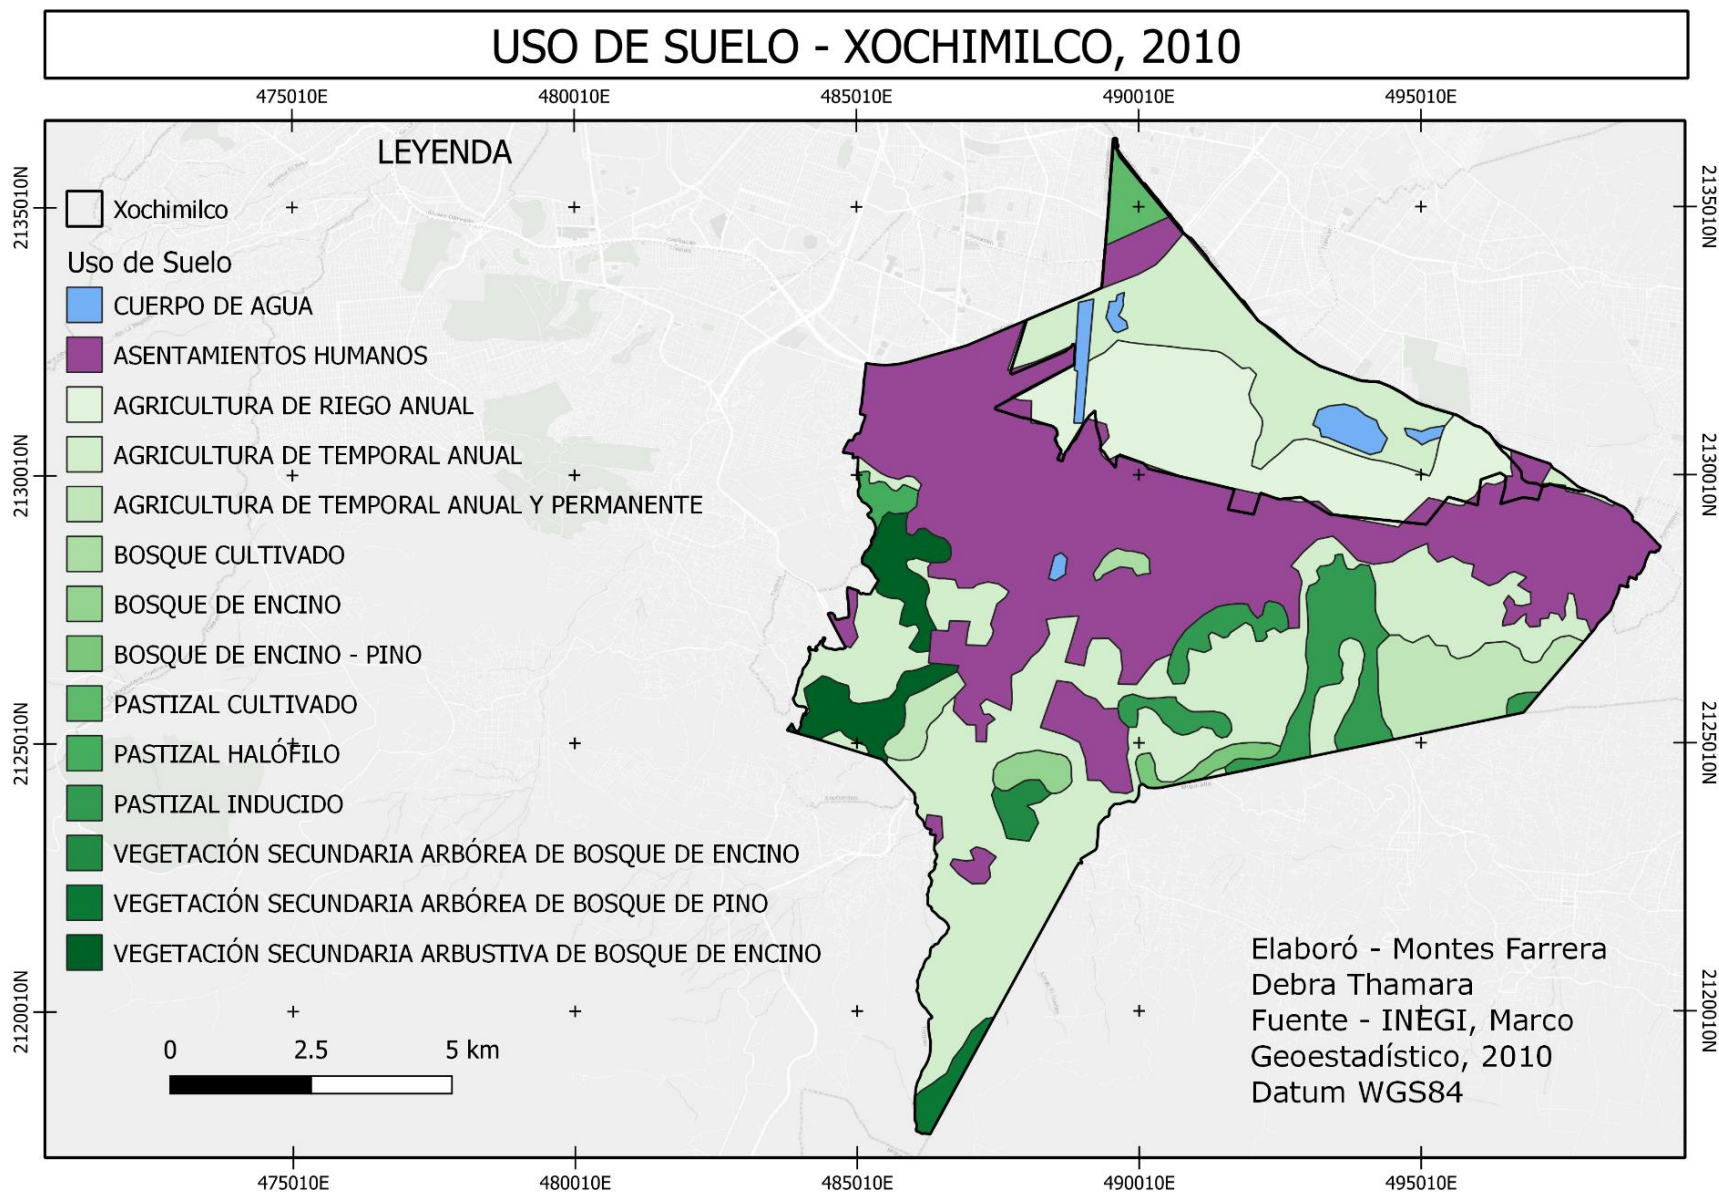 USO DE SUELO - XOCHIMILCO, 2010
475010E 480010E 485010E 490010E 495010E
LEYENDA
Xochimilco
Uso de Suelo
CUERPO DE AGUA
ASENTAMIENTOS HUMANOS
AGRICULTURA DE RIEGO ANUAL
AGRICULTURA DE TEMPORAL ANUAL
AGRICULTURA DE TEMPORAL ANUAL Y PERMANENTE
BOSQUE CULTIVADO
BOSQUE DE ENCINO
BOSQUE DE ENCINO - PINO
PASTIZAL CULTIVADO
PASTIZAL HALÓFILO
PASTIZAL INDUCIDO
VEGETACIÓN SECUNDARIA ARBÓREA DE BOSQUE DE ENCINO
VEGETACIÓN SECUNDARIA ARBÓREA DE BOSQUE DE PINO
VEGETACIÓN SECUNDARIA ARBUSTIVA DE BOSQUE DE ENCINO
0 2.5 5 km
2135010N
2130010N
2125010N
2120010N
2135010N
2130010N
2125010N
2120010N
Elaboró - Montes Farrera
Debra Thamara
Fuente - INEGI, Marco
Geoestadístico, 2010
Datum WGS84
475010E 480010E 485010E 490010E 495010E